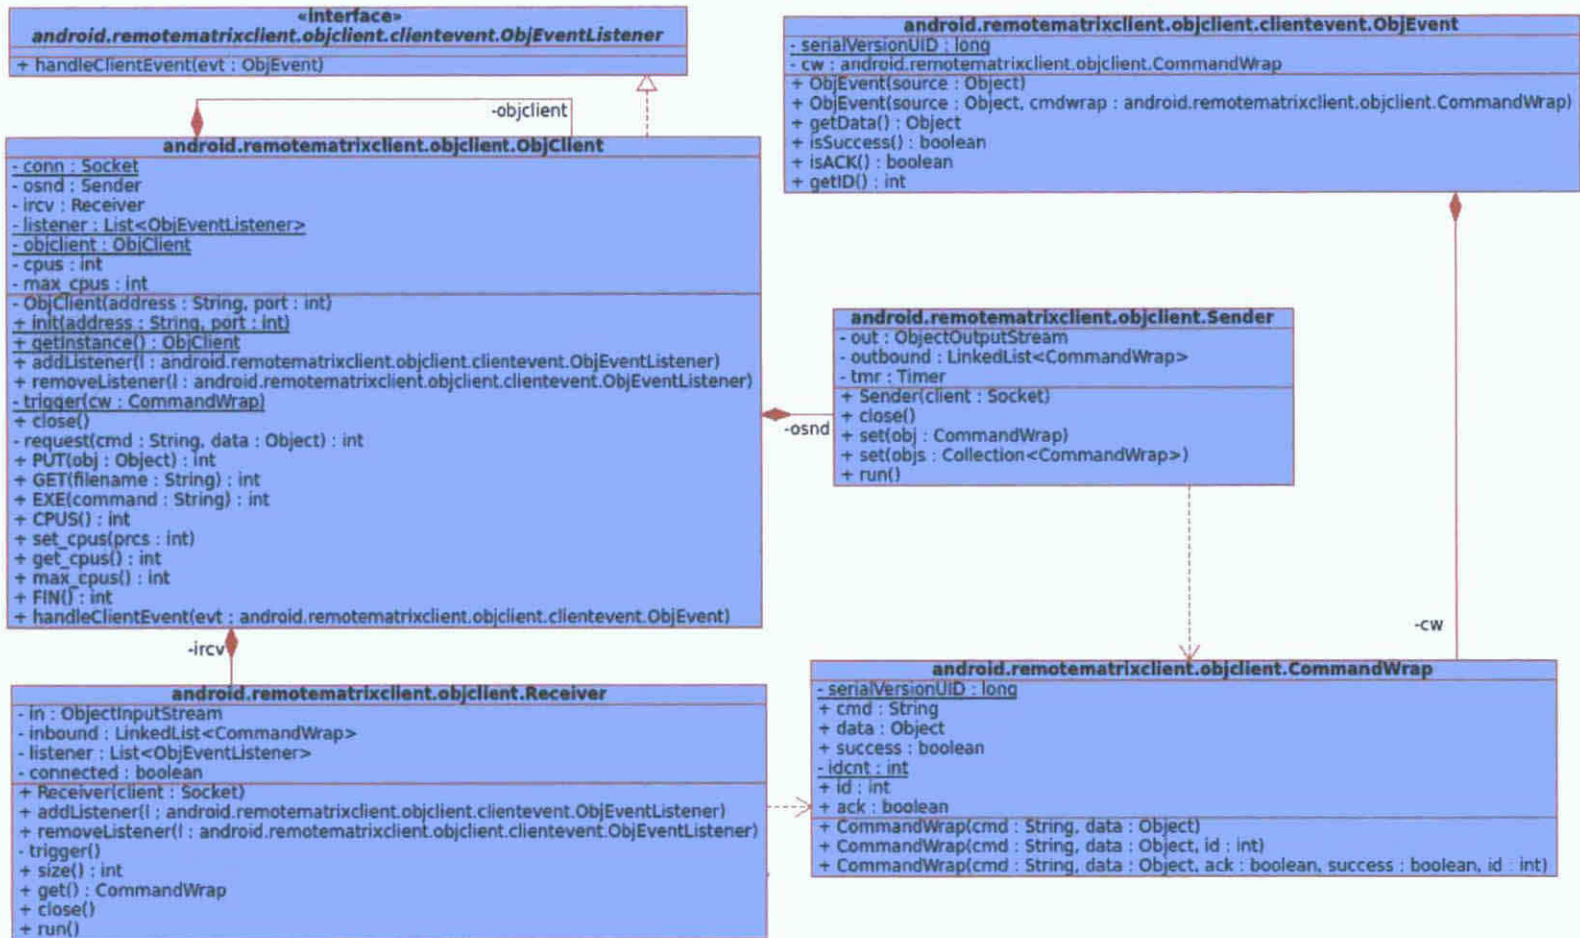 «interface»
android.remotematrixclient.objclient.clientevent.ObjEventListener
+ handleClientEvent(evt : ObjEvent)
-objclient
android.remotematrixclient.objclient.ObjClient
- conn : Socket
- osnd : Sender
- ircv : Receiver
- listener : List<ObjEventListener>
- objclient : ObjClient
- cpus : int
- max_cpus : int
- ObjClient(address : String, port : int)
+ init(address : String, port : int)
+ getInstance() : ObjClient
+ addListener(l : android.remotematrixclient.objclient.clientevent.ObjEventListener)
+ removeListener(l : android.remotematrixclient.objclient.clientevent.ObjEventListener)
- trigger(cw : CommandWrap)
+ close()
- request(cmd : String, data : Object) : int
+ PUT(obj : Object) : int
+ GET(filename : String) : int
+ EXE(command : String) : int
+ CPUS() : int
+ set_cpus(prcs : int)
+ get_cpus() : int
+ max_cpus() : int
+ FIN() : int
+ handleClientEvent(evt : android.remotematrixclient.objclient.clientevent.ObjEvent)
-ircv
android.remotematrixclient.objclient.Receiver
- in : ObjectInputStream
- inbound : LinkedList<CommandWrap>
- listener : List<ObjEventListener>
- connected : boolean
+ Receiver(client : Socket)
+ addListener(l : android.remotematrixclient.objclient.clientevent.ObjEventListener)
+ removeListener(l : android.remotematrixclient.objclient.clientevent.ObjEventListener)
- trigger()
+ size() : int
+ get() : CommandWrap
+ close()
+ run()
android.remotematrixclient.objclient.clientevent.ObjEvent
- serialVersionUID : long
- cw : android.remotematrixclient.objclient.CommandWrap
+ ObjEvent(source : Object)
+ ObjEvent(source : Object, cmdwrap : android.remotematrixclient.objclient.CommandWrap)
+ getData() : Object
+ isSuccess() : boolean
+ isACK() : boolean
+ getID() : int
android.remotematrixclient.objclient.Sender
- out : ObjectOutputStream
- outbound : LinkedList<CommandWrap>
- tmr : Timer
+ Sender(client : Socket)
+ close()
+ set(obj : CommandWrap)
+ set(objs : Collection<CommandWrap>)
+ run()
-osnd
-cw
android.remotematrixclient.objclient.CommandWrap
- serialVersionUID : long
+ cmd : String
+ data : Object
+ success : boolean
- idcnt : int
+ id : int
+ ack : boolean
+ CommandWrap(cmd : String, data : Object)
+ CommandWrap(cmd : String, data : Object, id : int)
+ CommandWrap(cmd : String, data : Object, ack : boolean, success : boolean, id : int)